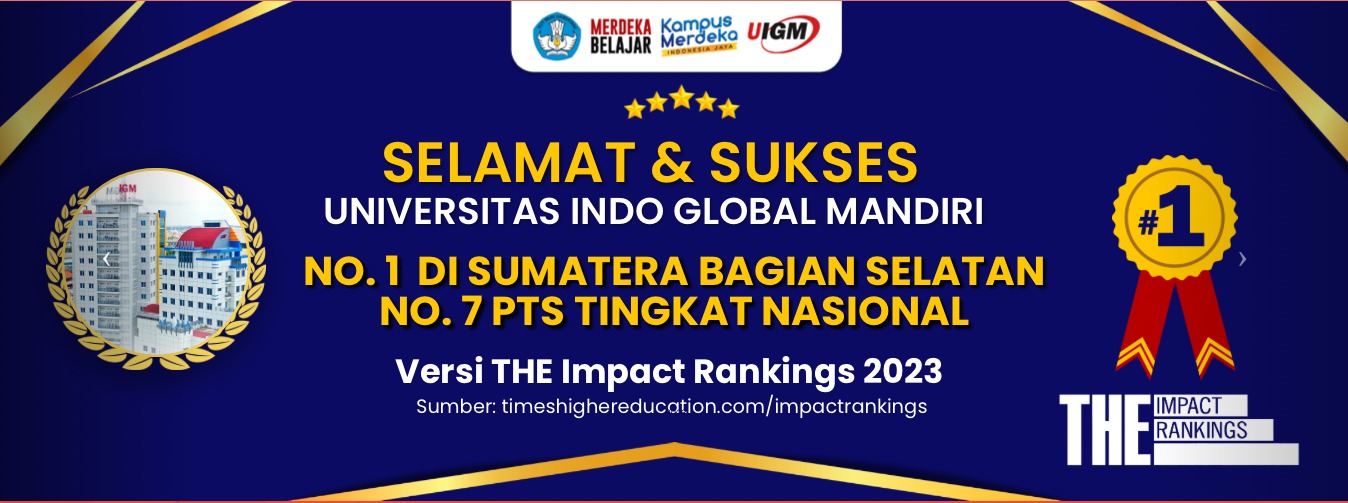 MERDEKA
BELAJAR
Kampus
Merdeka
INDONESIA JAYA
UIGM
SELAMAT & SUKSES
UNIVERSITAS INDO GLOBAL MANDIRI
NO. 1 DI SUMATERA BAGIAN SELATAN
NO. 7 PTS TINGKAT NASIONAL
Versi THE Impact Rankings 2023
Sumber: timeshighereducation.com/impactrankings
IGM
#1
THE IMPACT
RANKINGS